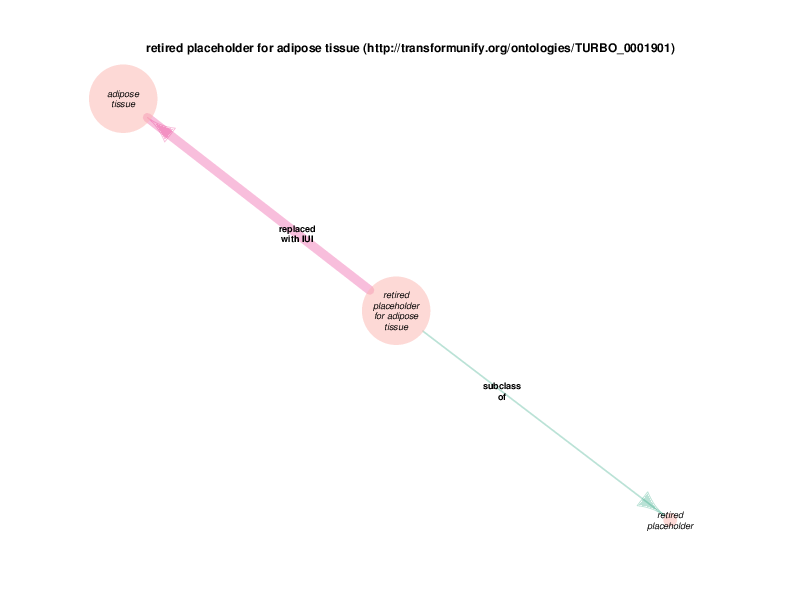 retired placeholder for adipose tissue (http://transformunify.org/ontologies/TURBO_0001901)
adipose
tissue
replaced
with IUI
retired
placeholder
for adipose
tissue
subclass
of
retired
placeholder